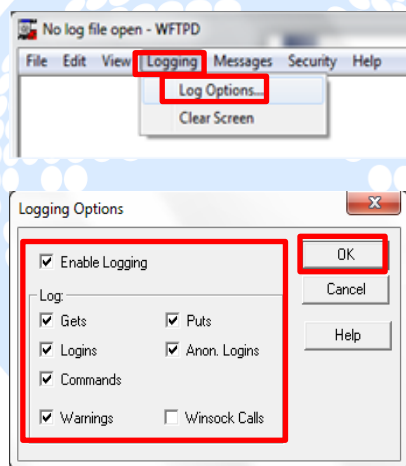 No log file open - WFTPD
File Edit View Logging Messages Security Help
Log Options...
Clear Screen
Logging Options
X
Enable Logging
OK
Log:
Cancel
Gets Puts
Help
Logins Anon. Logins
Commands
Warnings Winsock Calls